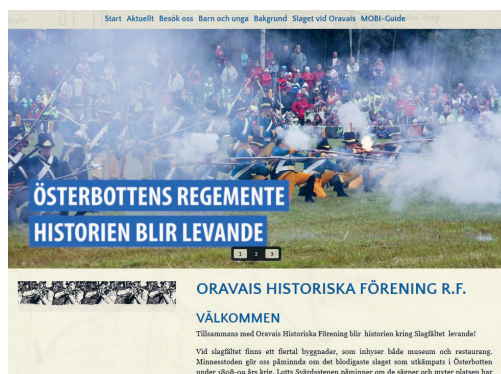 Start Aktuellt Besök oss Barn och unga Bakgrund Slaget vid Oravais MOBI-Guide
ÖSTERBOTTENS REGEMENTE
HISTORIEN BLIR LEVANDE
1 2 3
ORAVAIS HISTORISKA FÖRENING R.F.
VÄLKOMMEN
Tillsammans med Oravais Historiska Förening blir historien kring Slagfältet levande!
Vid slagfältet finns ett flertal byggnader, som inhyser både museum och restaurang.
Minnesstoden gör oss påminda om det blodigaste slaget som utkämpats i Österbotten
under 1808-09 års krig. Lotta Svärdsstenen påminner om de sägner och myter platsen har